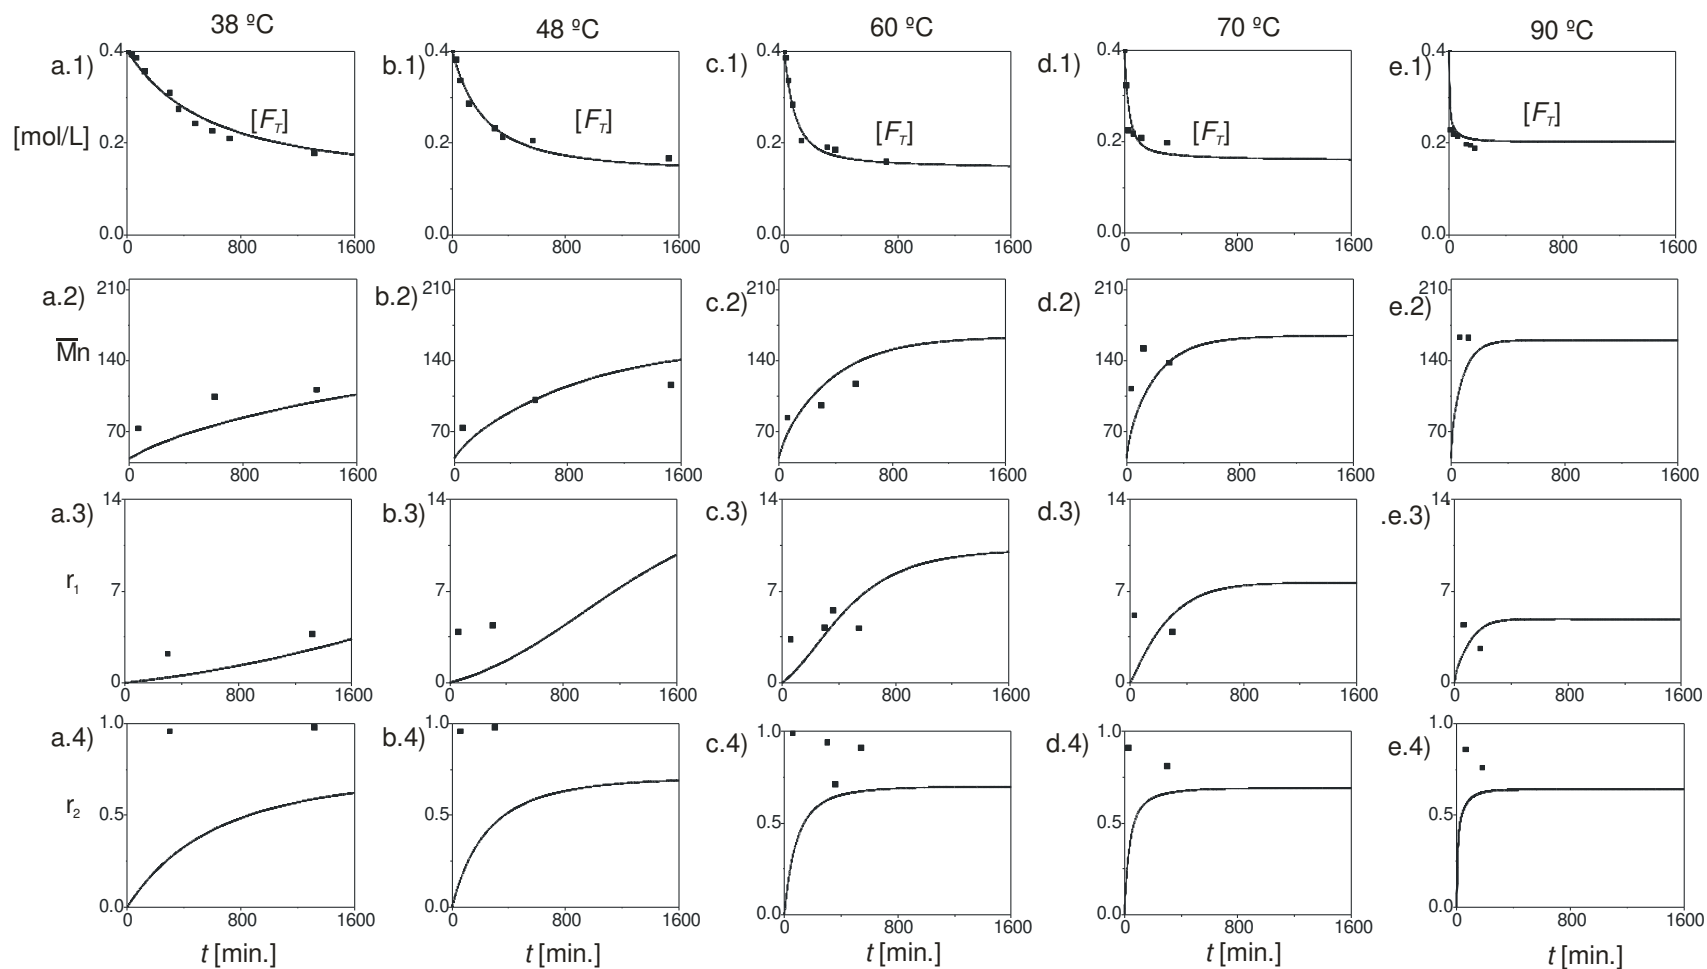 38 ºC 48 ºC 60 ºC 70 ºC 90 ºC
a.1) 0.4 b.1) 0.4 c.1) 0.4 d.1) 0.4 e.1) 0.4
[mol/L] 0.2 [F_T] 0.2 [F_T] 0.2 [F_T] 0.2 [F_T] 0.2 [F_T]
0.0 0.0 0.0 0.0 0.0
0 800 1600 0 800 1600 0 800 1600 0 800 1600 0 800 1600
a.2) 210 b.2) 210 c.2) 210 d.2) 210 e.2) 210
M̅n 140 140 140 140 140
70 70 70 70 70
0 800 1600 0 800 1600 0 800 1600 0 800 1600 0 800 1600
a.3) 14 b.3) 14 c.3) 14 d.3) 14 .e.3) 14
r₁ 7 7 7 7 7
0 0 0 0 0
0 800 1600 0 800 1600 0 800 1600 0 800 1600 0 800 1600
a.4) 1.0 b.4) 1.0 c.4) 1.0 d.4) 1.0 e.4) 1.0
r₂ 0.5 0.5 0.5 0.5 0.5
0.0 0.0 0.0 0.0 0.0
0 800 1600 0 800 1600 0 800 1600 0 800 1600 0 800 1600
t [min.] t [min.] t [min.] t [min.] t [min.]